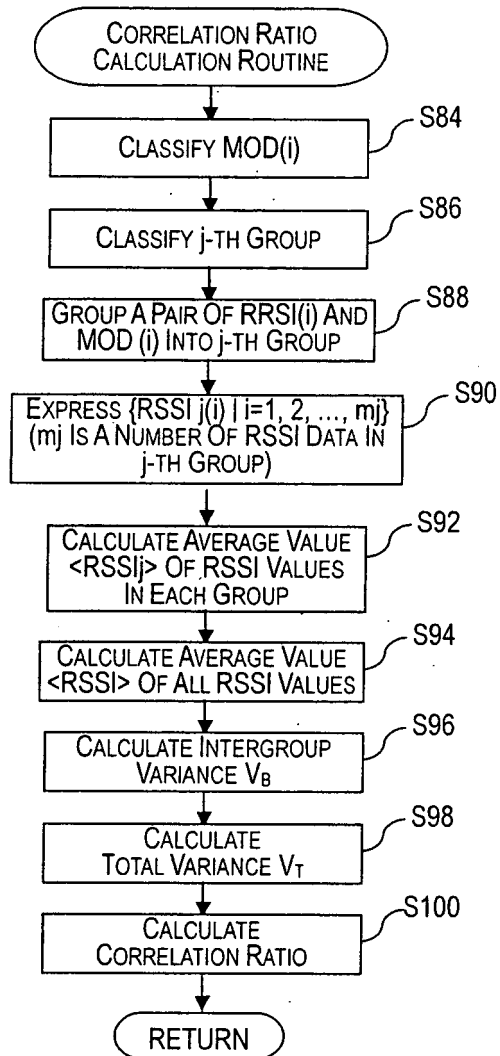 CORRELATION RATIO
CALCULATION ROUTINE
S84
CLASSIFY MOD(i)
S86
CLASSIFY j-TH GROUP
S88
GROUP A PAIR OF RRSI(i) AND
MOD (i) INTO j-TH GROUP
S90
EXPRESS {RSSI j(i) | i=1, 2, ..., mj}
(mj IS A NUMBER OF RSSI DATA IN
j-TH GROUP)
S92
CALCULATE AVERAGE VALUE
<RSSIj> OF RSSI VALUES
IN EACH GROUP
S94
CALCULATE AVERAGE VALUE
<RSSI> OF ALL RSSI VALUES
S96
CALCULATE INTERGROUP
VARIANCE VB
S98
CALCULATE
TOTAL VARIANCE VT
S100
CALCULATE
CORRELATION RATIO
RETURN